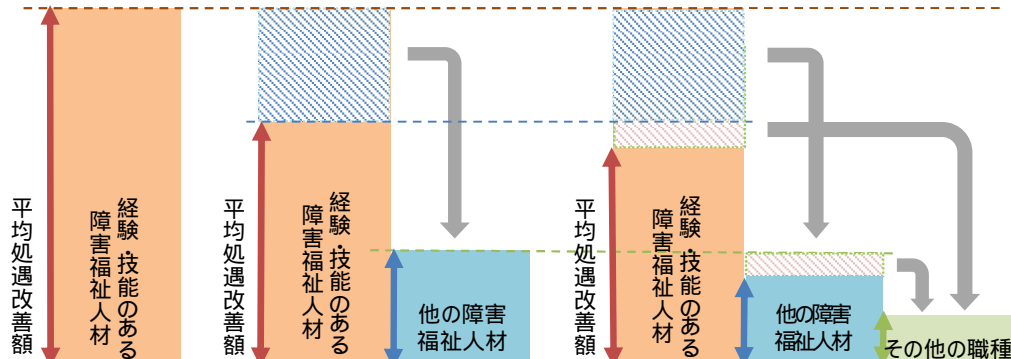 平均処遇改善額
経験・技能のある
障害福祉人材
平均処遇改善額
経験・技能のある
障害福祉人材
他の障害
福祉人材
平均処遇改善額
経験・技能のある
障害福祉人材
他の障害
福祉人材
その他の職種